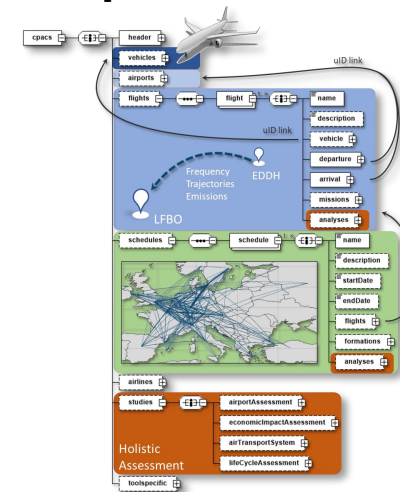 cpacs
header
vehicles
uID link
airports
flights
flight
name
description
uID link
vehicle
departure
Frequency
Trajectories
Emissions
EDDH
arrival
missions
LFBO
analyses
schedules
schedule
name
description
startDate
endDate
flights
formations
analyses
airlines
studies
airportAssessment
economicImpactAssessment
airTransportSystem
lifeCycleAssessment
Holistic
Assessment
toolspecific